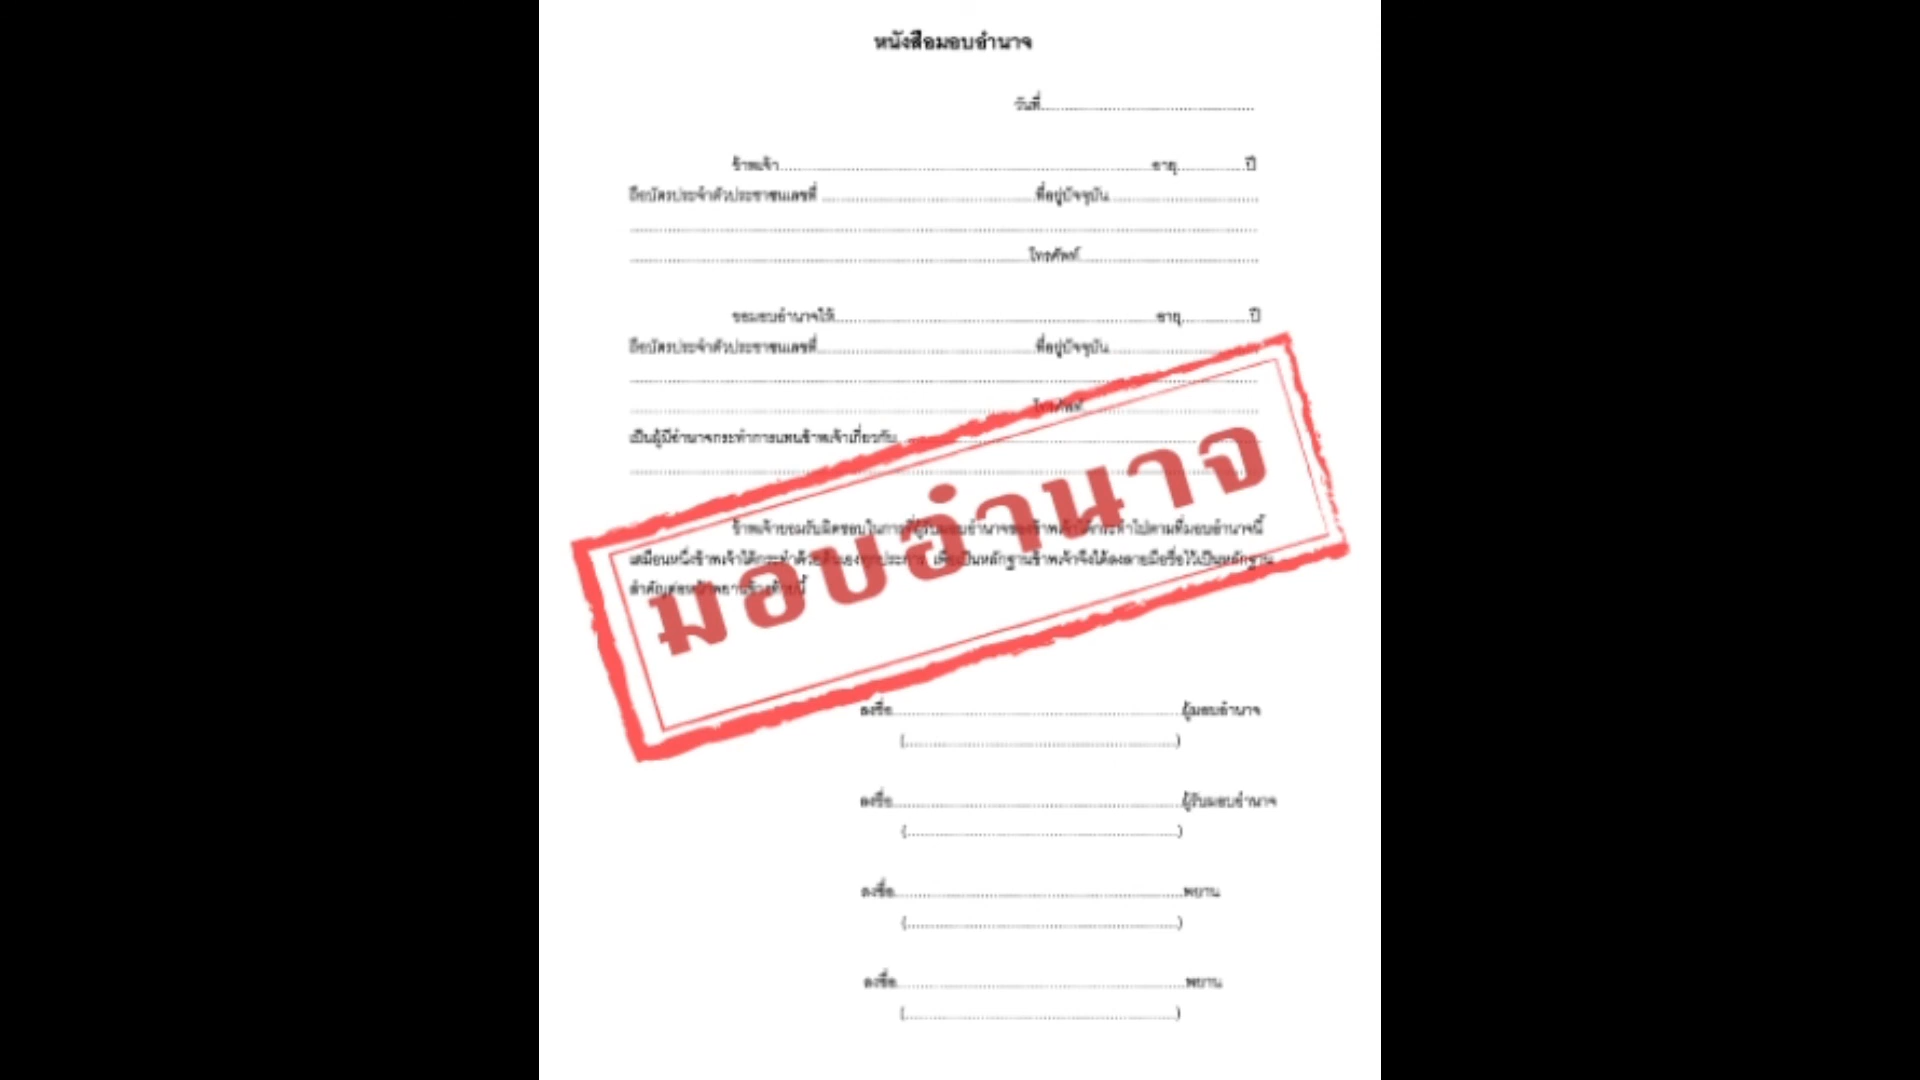 หนังสือมอบอำนาจ
วันที่........................................................
ข้าพเจ้า....................................................................................อายุ................ปี
ถือบัตรประจำตัวประชาชนเลขที่ ................................................ที่อยู่ปัจจุบัน...................................
................................................................................................................................................
............................................................................................โทรศัพท์..........................................
ขอมอบอำนาจให้..........................................................................อายุ................ปี
ถือบัตรประจำตัวประชาชนเลขที่..................................................ที่อยู่ปัจจุบัน...................................
................................................................................................................................................
............................................................................................โทรศัพท์..........................................
เป็นผู้มีอำนาจกระทำการแทนข้าพเจ้าเกี่ยวกับ....................................................................................
................................................................................................................................................
ข้าพเจ้ายอมรับผิดชอบในการที่ผู้รับมอบอำนาจของข้าพเจ้าได้กระทำไปตามที่มอบอำนาจนี้
เสมือนหนึ่งข้าพเจ้าได้กระทำด้วยตนเองทุกประการ เพื่อเป็นหลักฐานข้าพเจ้าจึงได้ลงลายมือชื่อไว้เป็นหลักฐาน
สำคัญต่อหน้าพยานข้างท้ายนี้
มอบอำนาจ
ลงชื่อ..................................................................ผู้มอบอำนาจ
(...............................................................)
ลงชื่อ..................................................................ผู้รับมอบอำนาจ
(...............................................................)
ลงชื่อ..................................................................พยาน
(...............................................................)
ลงชื่อ..................................................................พยาน
(...............................................................)